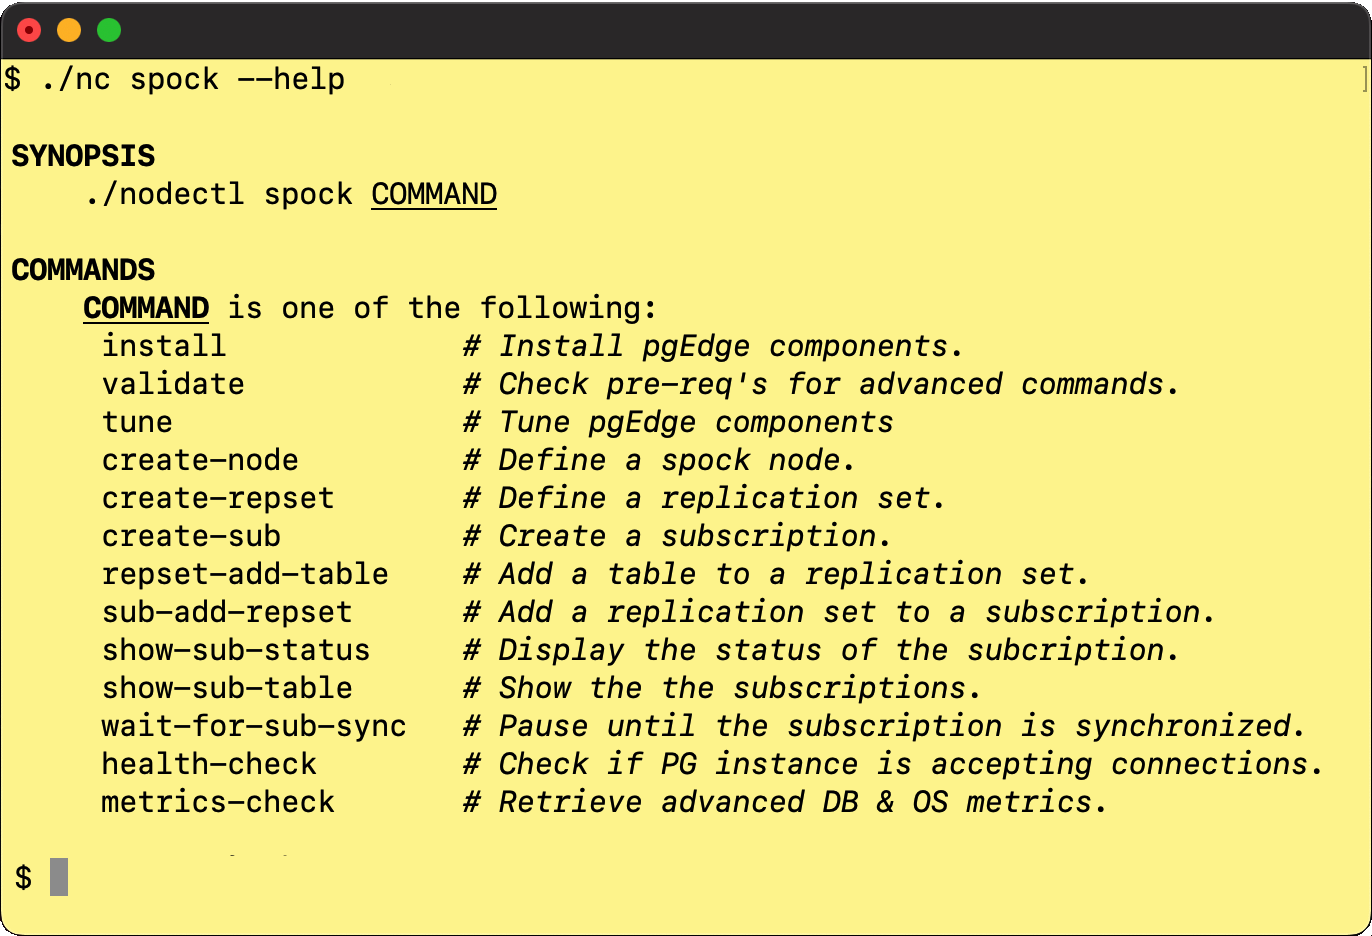 $ ./nc spock --help
SYNOPSIS
./nodectl spock COMMAND
COMMANDS
COMMAND is one of the following:
install # Install pgEdge components.
validate # Check pre-req's for advanced commands.
tune # Tune pgEdge components
create-node # Define a spock node.
create-repset # Define a replication set.
create-sub # Create a subscription.
repset-add-table # Add a table to a replication set.
sub-add-repset # Add a replication set to a subscription.
show-sub-status # Display the status of the subcription.
show-sub-table # Show the the subscriptions.
wait-for-sub-sync # Pause until the subscription is synchronized.
health-check # Check if PG instance is accepting connections.
metrics-check # Retrieve advanced DB & OS metrics.
$